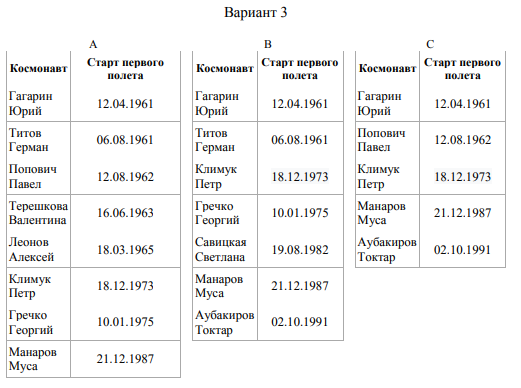 Вариант 3
A
Космонавт Старт первого
полета
Гагарин
Юрий 12.04.1961
Титов
Герман 06.08.1961
Попович
Павел 12.08.1962
Терешкова
Валентина 16.06.1963
Леонов
Алексей 18.03.1965
Климук
Петр 18.12.1973
Гречко
Георгий 10.01.1975
Манаров
Муса 21.12.1987
B
Космонавт Старт первого
полета
Гагарин
Юрий 12.04.1961
Титов
Герман 06.08.1961
Климук
Петр 18.12.1973
Гречко
Георгий 10.01.1975
Савицкая
Светлана 19.08.1982
Манаров
Муса 21.12.1987
Аубакиров
Токтар 02.10.1991
C
Космонавт Старт первого
полета
Гагарин
Юрий 12.04.1961
Попович
Павел 12.08.1962
Климук
Петр 18.12.1973
Манаров
Муса 21.12.1987
Аубакиров
Токтар 02.10.1991